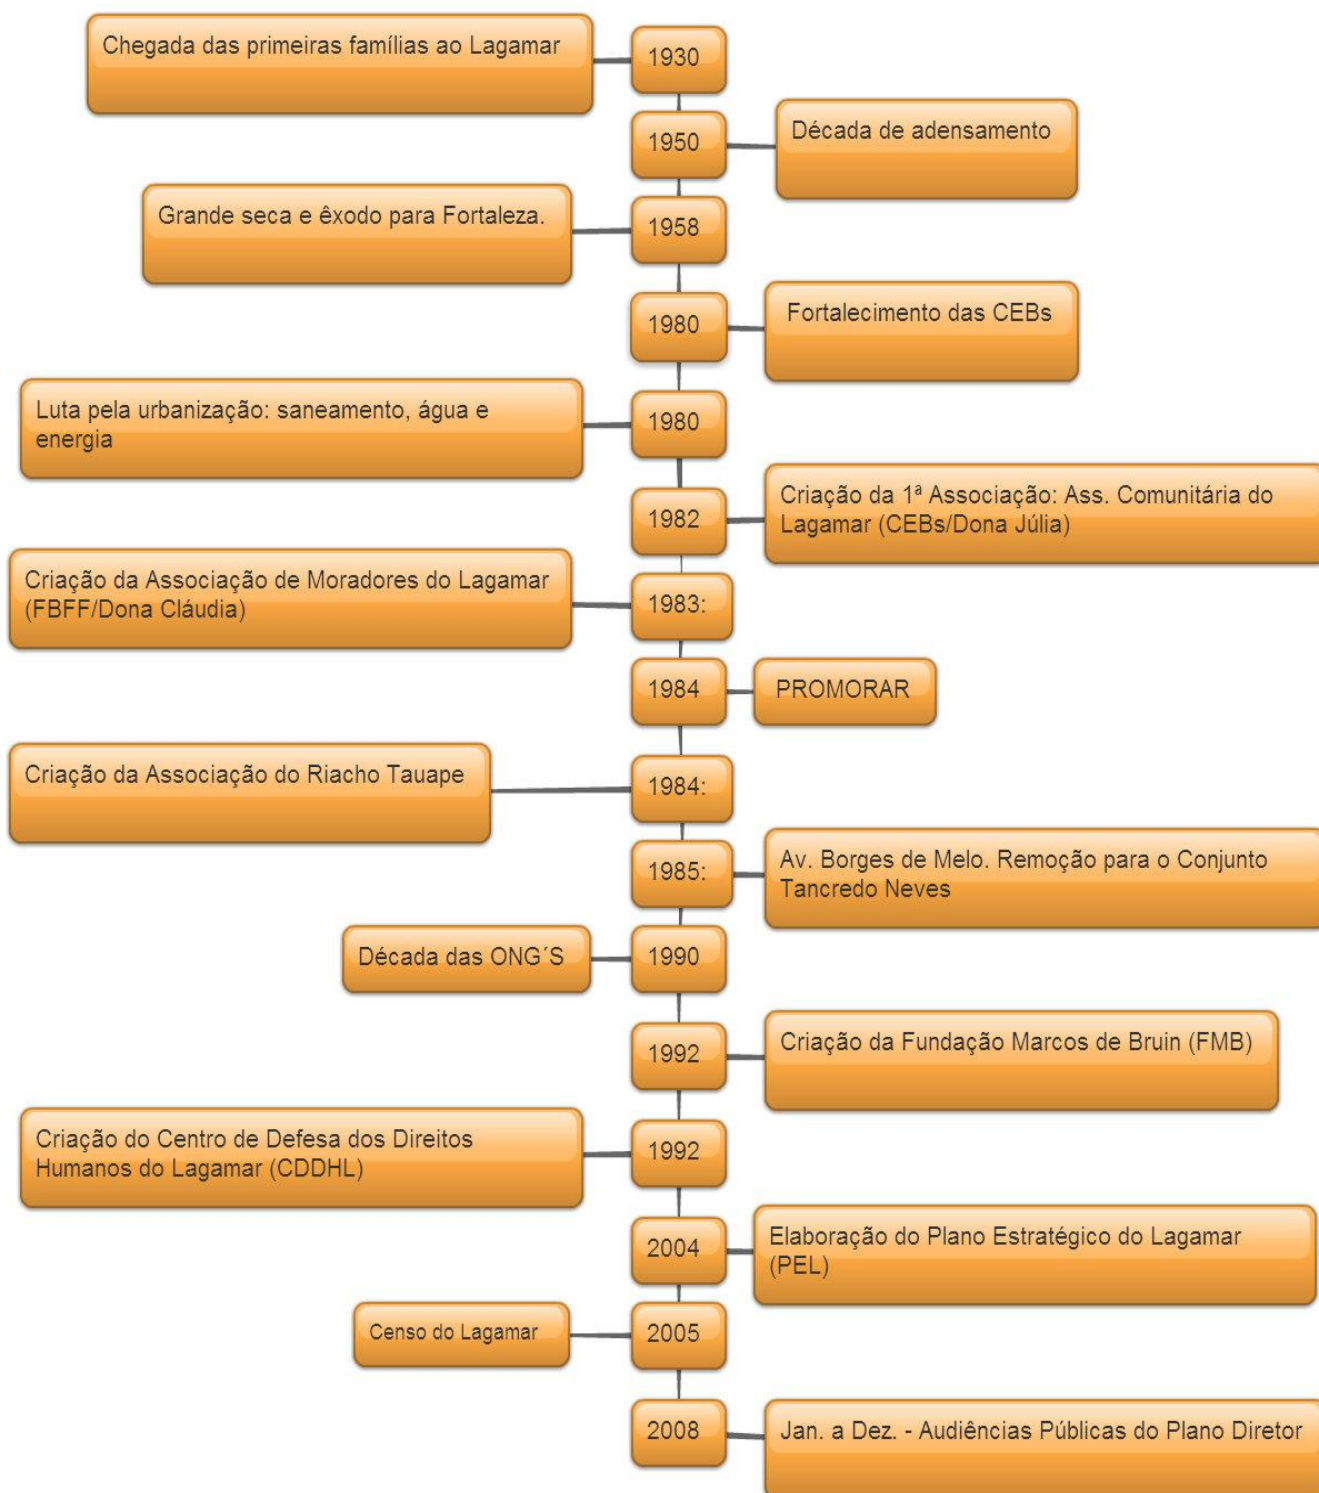 Chegada das primeiras famílias ao Lagamar
1930
1950
Década de adensamento
Grande seca e êxodo para Fortaleza.
1958
1980
Fortalecimento das CEBs
Luta pela urbanização: saneamento, água e
energia
1980
1982
Criação da 1ª Associação: Ass. Comunitária do
Lagamar (CEBs/Dona Júlia)
Criação da Associação de Moradores do Lagamar
(FBFF/Dona Cláudia)
1983:
1984
PROMORAR
Criação da Associação do Riacho Tauape
1984:
1985:
Av. Borges de Melo. Remoção para o Conjunto
Tancredo Neves
Década das ONG´S
1990
1992
Criação da Fundação Marcos de Bruin (FMB)
Criação do Centro de Defesa dos Direitos
Humanos do Lagamar (CDDHL)
1992
2004
Elaboração do Plano Estratégico do Lagamar
(PEL)
Censo do Lagamar
2005
2008
Jan. a Dez. - Audiências Públicas do Plano Diretor